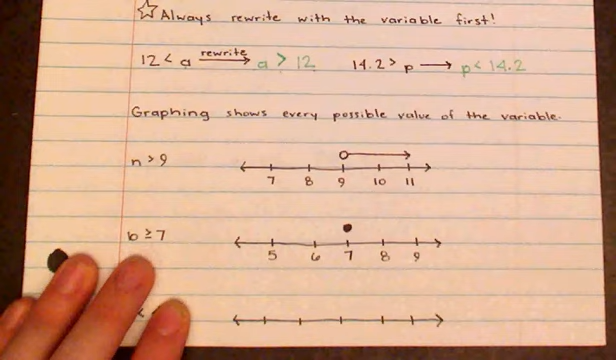 ☆Always rewrite with the variable first!
12 < a rewrite→ a > 12 14.2 > p → p < 14.2
Graphing shows every possible value of the variable.
n > 9
7 8 9 10 11
b ≥ 7
5 6 7 8 9